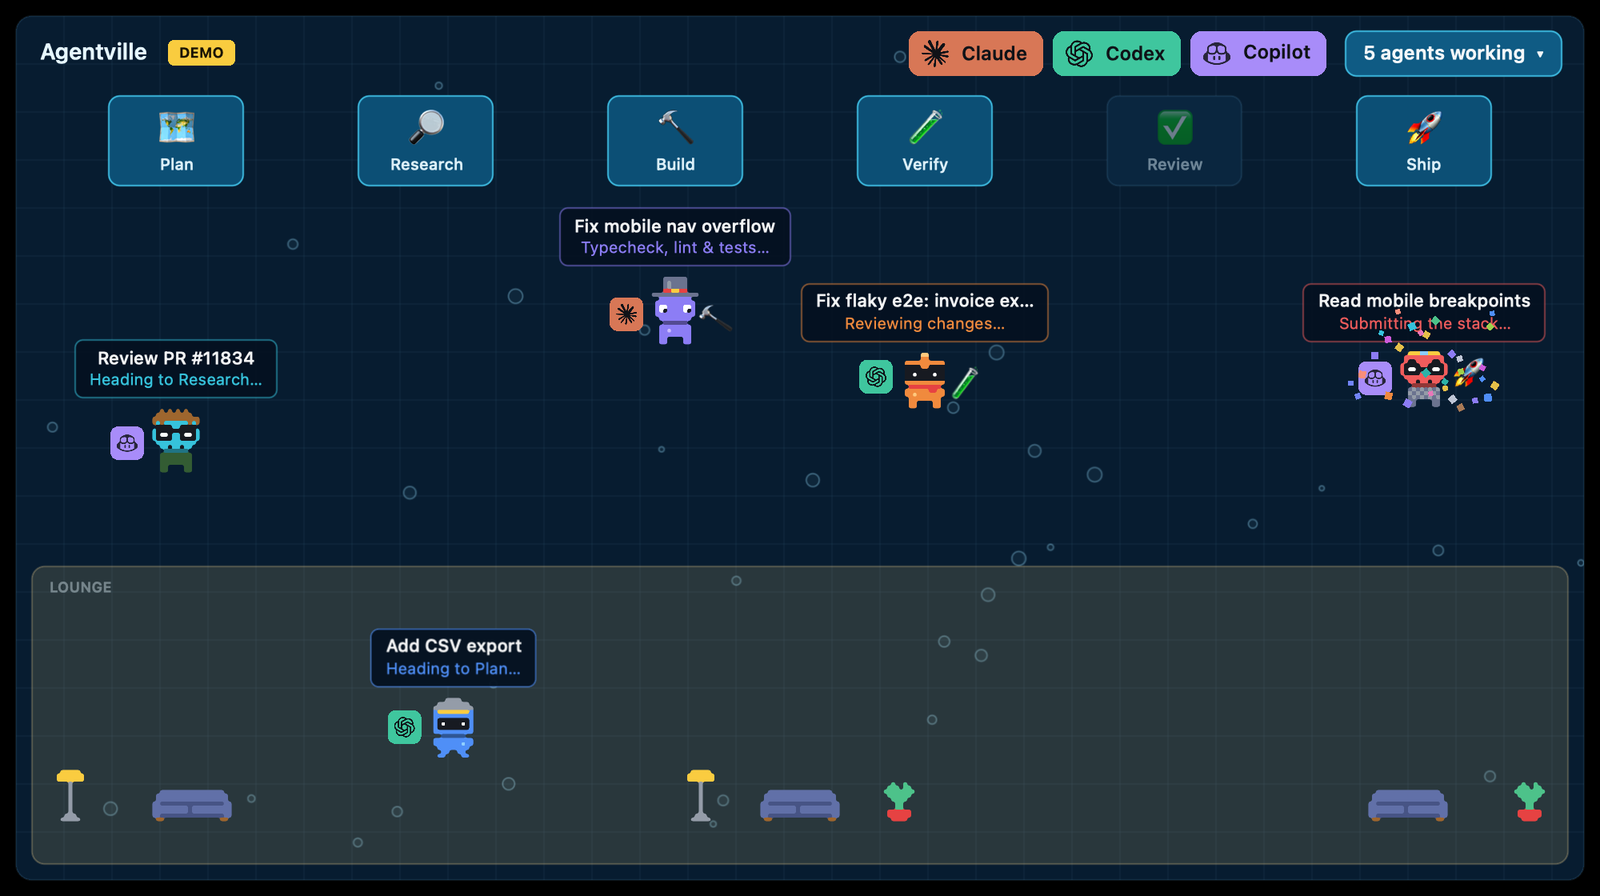 Agentville
DEMO
Claude
Codex
Copilot
5 agents working
Plan
Research
Build
Verify
Review
Ship
Fix mobile nav overflow
Typecheck, lint & tests...
Fix flaky e2e: invoice ex...
Reviewing changes...
Read mobile breakpoints
Submitting the stack...
Review PR #11834
Heading to Research...
LOUNGE
Add CSV export
Heading to Plan...